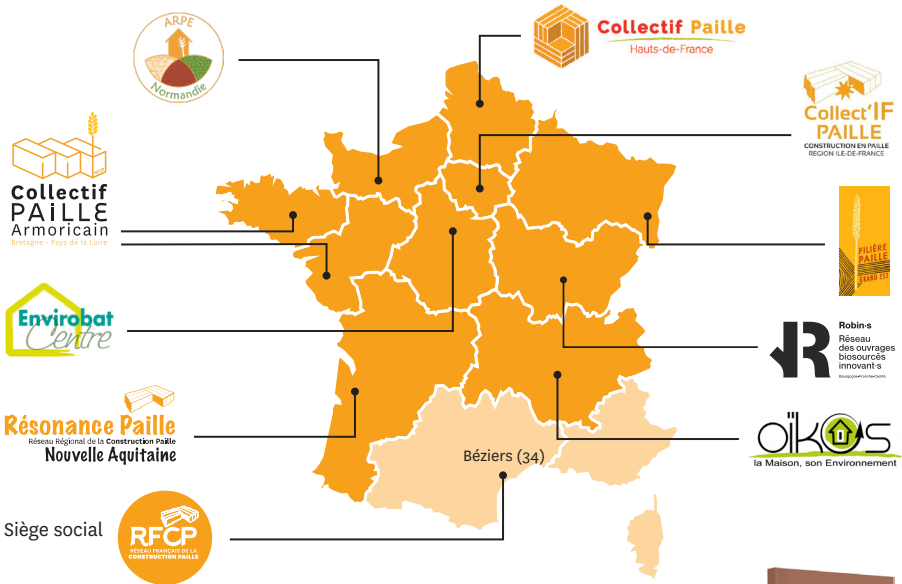 ARPE
Normandie
Collectif Paille
Hauts-de-France
Collect'IF
PAILLE
CONSTRUCTION EN PAILLE
REGION ILE-DE-FRANCE
Collectif
PAiLLE
Armoricain
Bretagne - Pays de la Loire
FILIÈRE
PAILLE
GRAND EST
Envirobat
Centre
Robin·s
Réseau
des ouvrages
biosourcés
innovant·s
Bourgogne•Franche•Comté
Résonance Paille
Réseau Régional de la Construction Paille
Nouvelle Aquitaine
OÏKOS
la Maison, son Environnement
Béziers (34)
Siège social
RFCP
RÉSEAU FRANÇAIS DE LA
CONSTRUCTION PAILLE